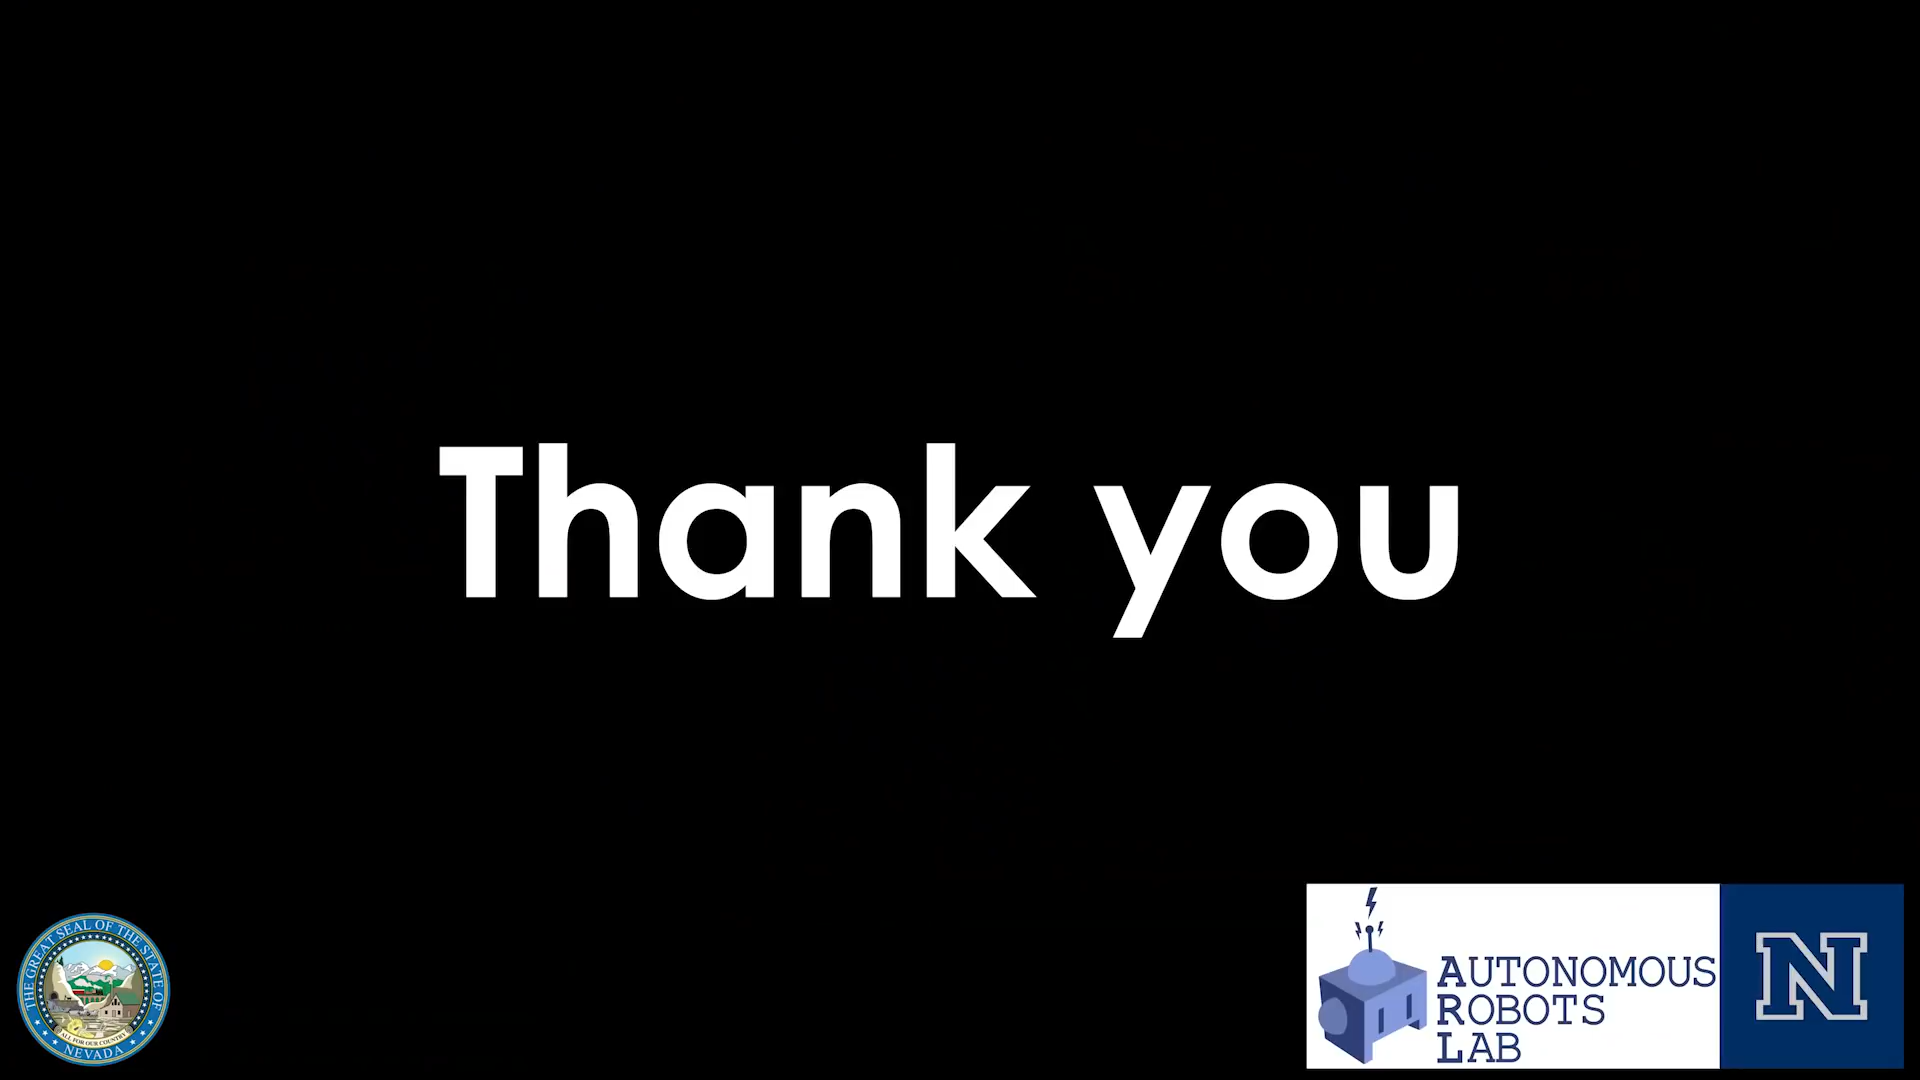 Thank you
THE GREAT SEAL OF THE STATE OF
NEVADA
ALL FOR OUR COUNTRY
AUTONOMOUS
ROBOTS
LAB
N